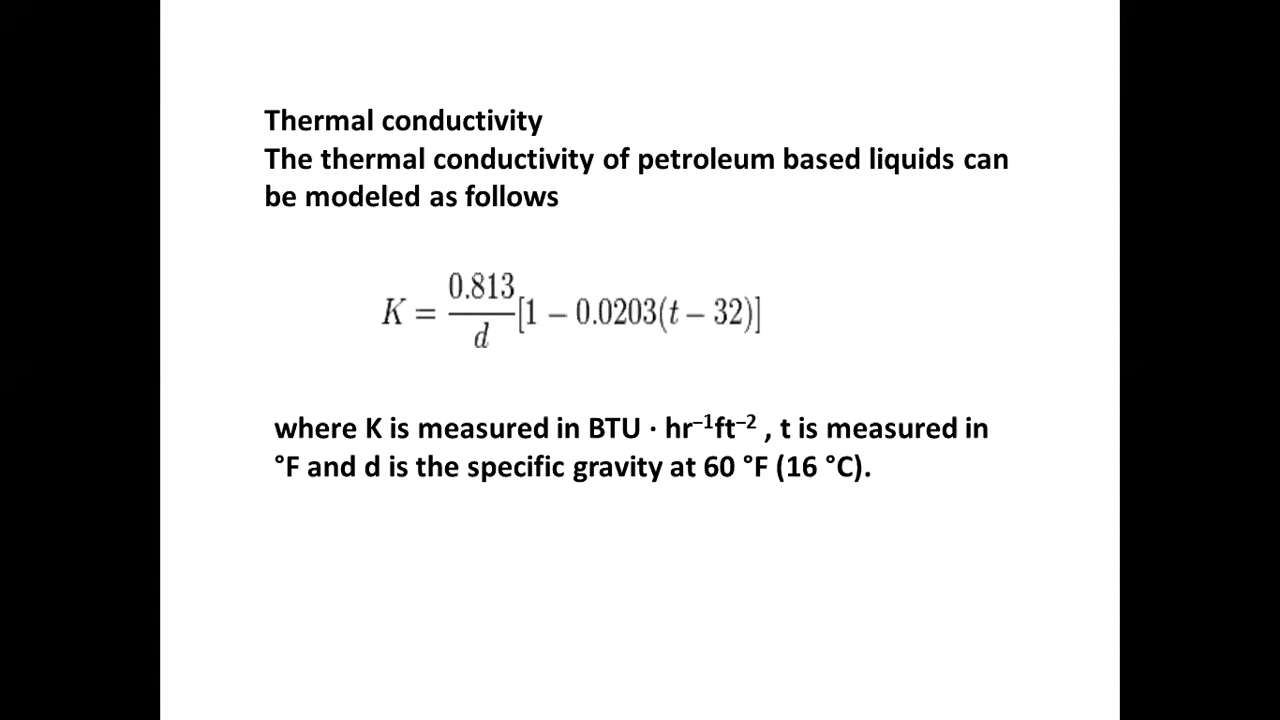 Thermal conductivity
The thermal conductivity of petroleum based liquids can
be modeled as follows
K = \frac{0.813}{d}[1 − 0.0203(t − 32)]
where K is measured in BTU · hr⁻¹ft⁻² , t is measured in
°F and d is the specific gravity at 60 °F (16 °C).